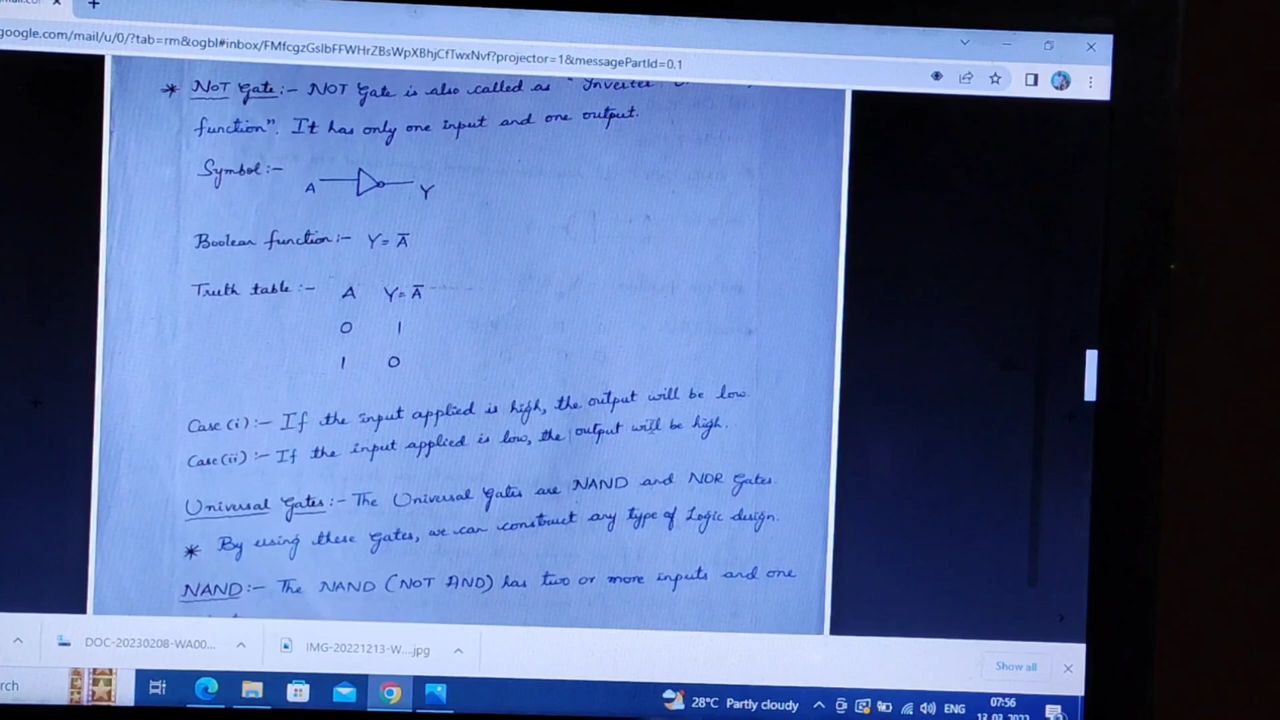 google.com/mail/u/0/?tab=rm&ogbl#inbox/FMfcgzGslbFFWHrZBsWpXBhjCfTwxNvf?projector=1&messagePartId=0.1
* NOT Gate :- NOT Gate is also called as "Inverter
function". It has only one input and one output.
Symbol :-
A Y
Boolean function :- Y = A̅
Truth table :- A Y = A̅
0 1
1 0
Case (i) :- If the input applied is high, the output will be low.
Case (ii) :- If the input applied is low, the output will be high.
Universal Gates :- The Universal Gates are NAND and NOR Gates.
* By using these Gates, we can construct any type of Logic design.
NAND :- The NAND (NOT AND) has two or more inputs and one
DOC-20230208-WA00... IMG-20221213-W....jpg Show all
rch 28°C Partly cloudy ENG 07:56